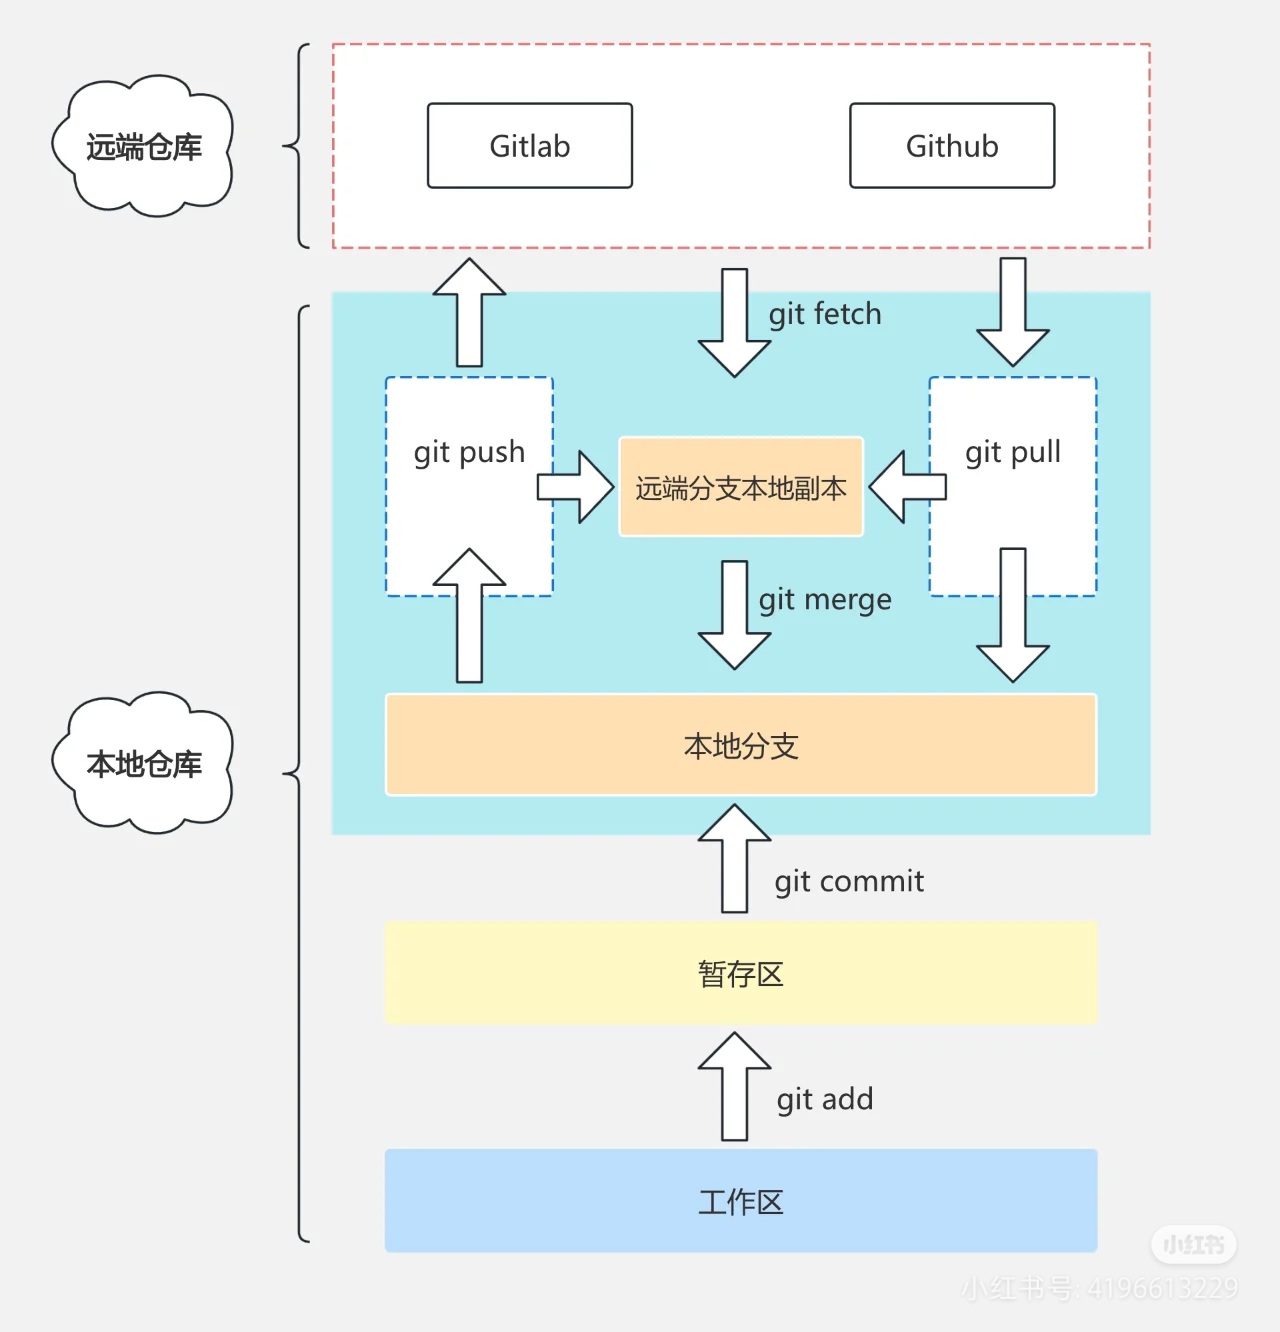 远端仓库
Gitlab
Github
git fetch
git push
远端分支本地副本
git pull
git merge
本地分支
本地仓库
git commit
暂存区
git add
工作区
小红书
小红书号: 4196613229